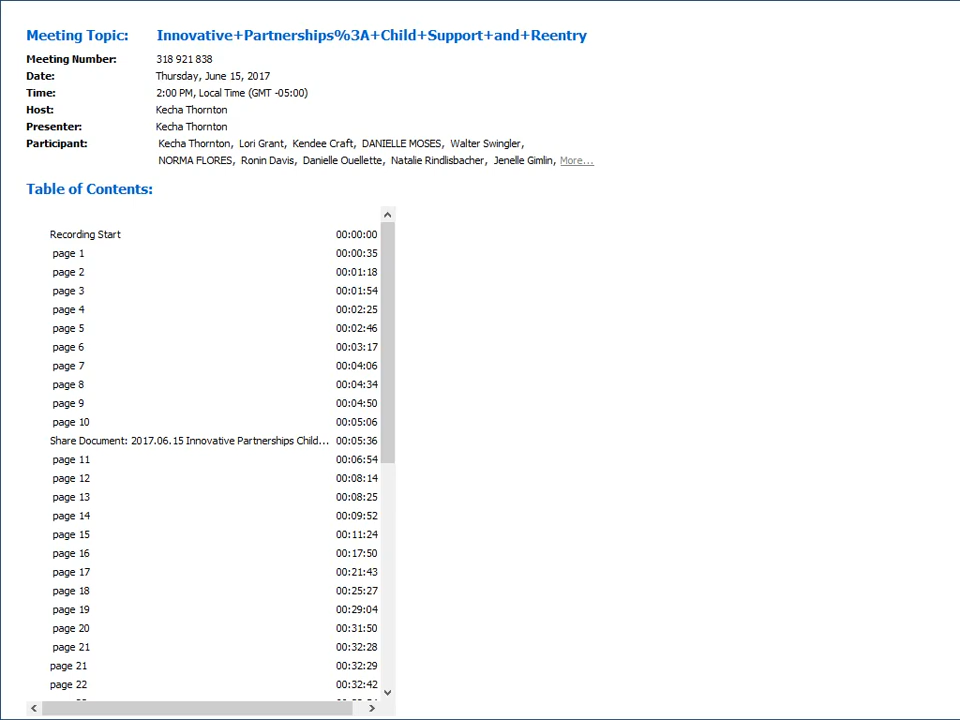 Meeting Topic: Innovative+Partnerships%3A+Child+Support+and+Reentry
Meeting Number: 318 921 838
Date: Thursday, June 15, 2017
Time: 2:00 PM, Local Time (GMT -05:00)
Host: Kecha Thornton
Presenter: Kecha Thornton
Participant: Kecha Thornton, Lori Grant, Kendee Craft, DANIELLE MOSES, Walter Swingler,
NORMA FLORES, Ronin Davis, Danielle Ouellette, Natalie Rindlisbacher, Jenelle Gimlin, More...
Table of Contents:
Recording Start 00:00:00
page 1 00:00:35
page 2 00:01:18
page 3 00:01:54
page 4 00:02:25
page 5 00:02:46
page 6 00:03:17
page 7 00:04:06
page 8 00:04:34
page 9 00:04:50
page 10 00:05:06
Share Document: 2017.06.15 Innovative Partnerships Child... 00:05:36
page 11 00:06:54
page 12 00:08:14
page 13 00:08:25
page 14 00:09:52
page 15 00:11:24
page 16 00:17:50
page 17 00:21:43
page 18 00:25:27
page 19 00:29:04
page 20 00:31:50
page 21 00:32:28
page 21 00:32:29
page 22 00:32:42